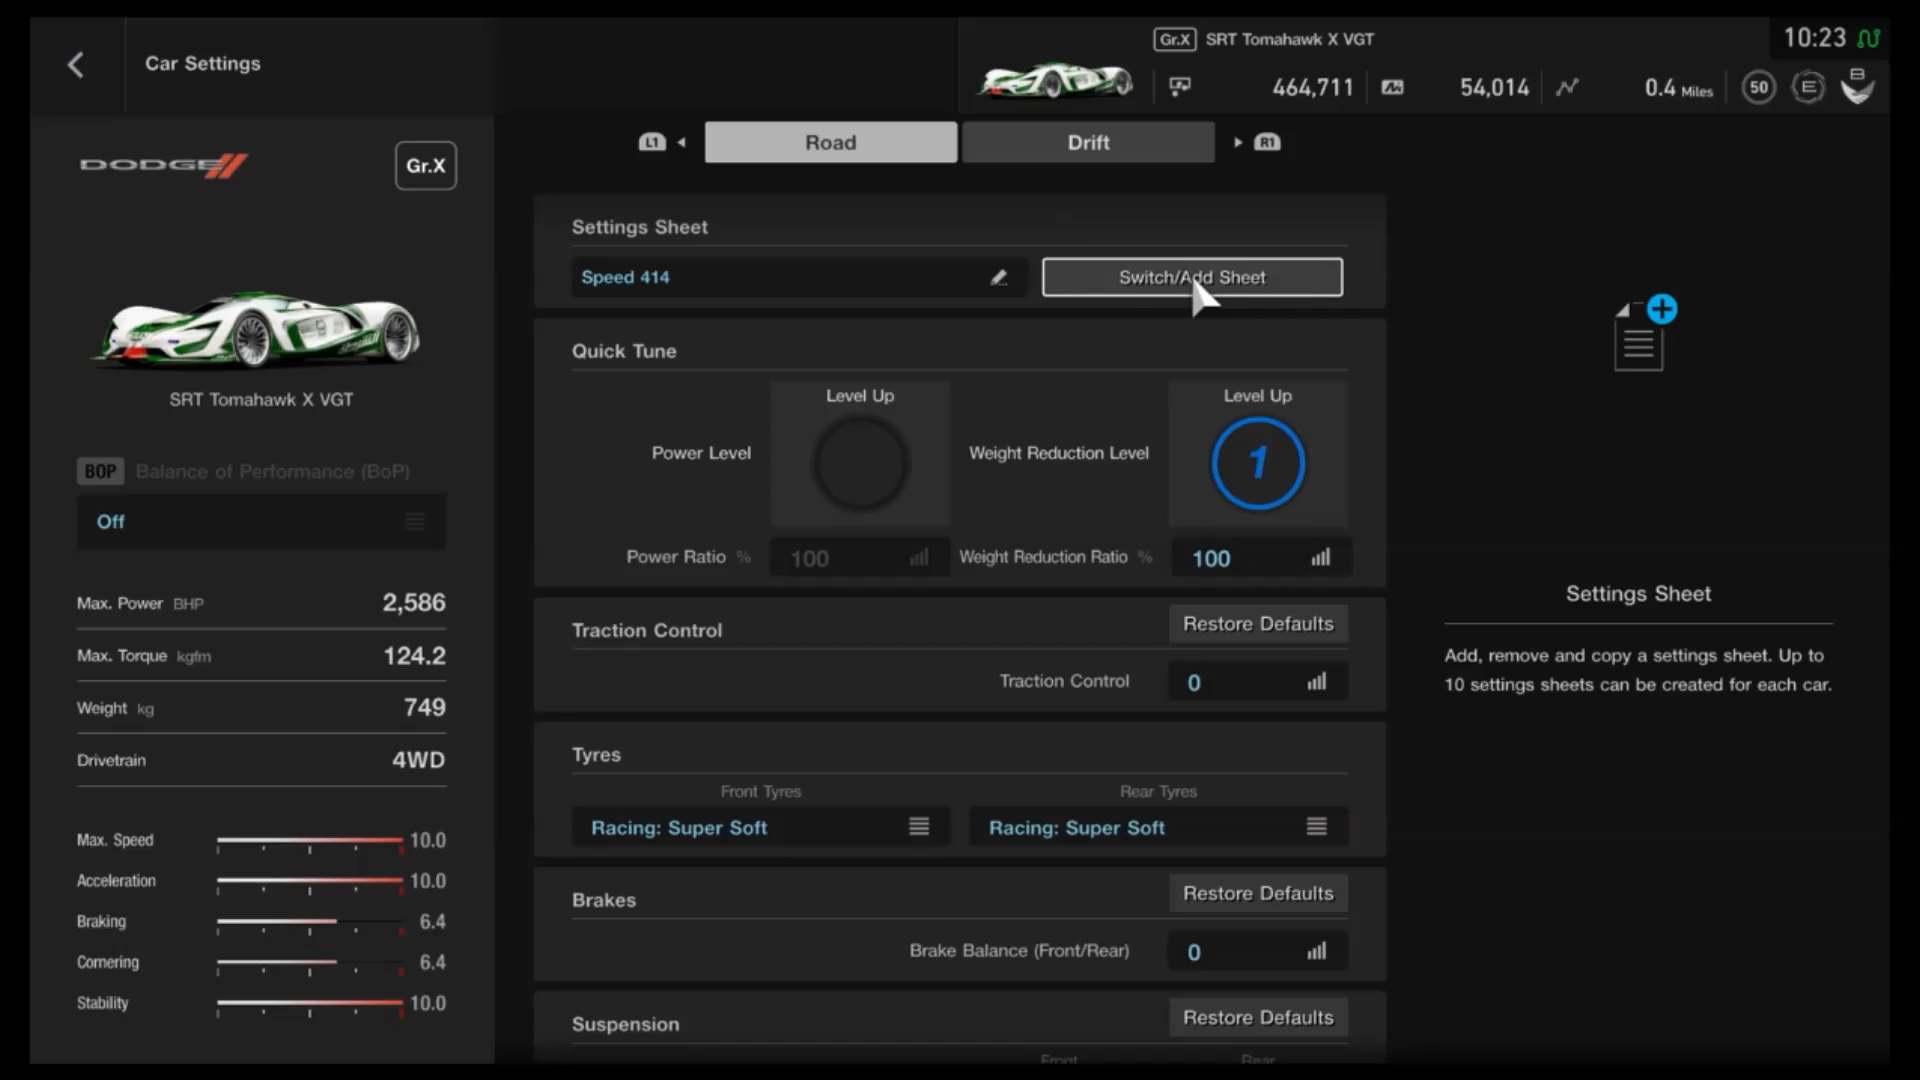 Car Settings
Gr.X SRT Tomahawk X VGT
10:23
464,711
54,014
0.4 Miles
50
E
B
DODGE
Gr.X
SRT Tomahawk X VGT
BOP Balance of Performance (BoP)
Off
Max. Power BHP 2,586
Max. Torque kgfm 124.2
Weight kg 749
Drivetrain 4WD
Max. Speed 10.0
Acceleration 10.0
Braking 6.4
Cornering 6.4
Stability 10.0
L1 Road Drift R1
Settings Sheet
Speed 414
Switch/Add Sheet
Quick Tune
Power Level
Level Up
Weight Reduction Level
Level Up
1
Power Ratio % 100
Weight Reduction Ratio % 100
Traction Control
Restore Defaults
Traction Control 0
Tyres
Front Tyres
Rear Tyres
Racing: Super Soft
Racing: Super Soft
Brakes
Restore Defaults
Brake Balance (Front/Rear) 0
Suspension
Restore Defaults
Front
Rear
Settings Sheet
Add, remove and copy a settings sheet. Up to
10 settings sheets can be created for each car.